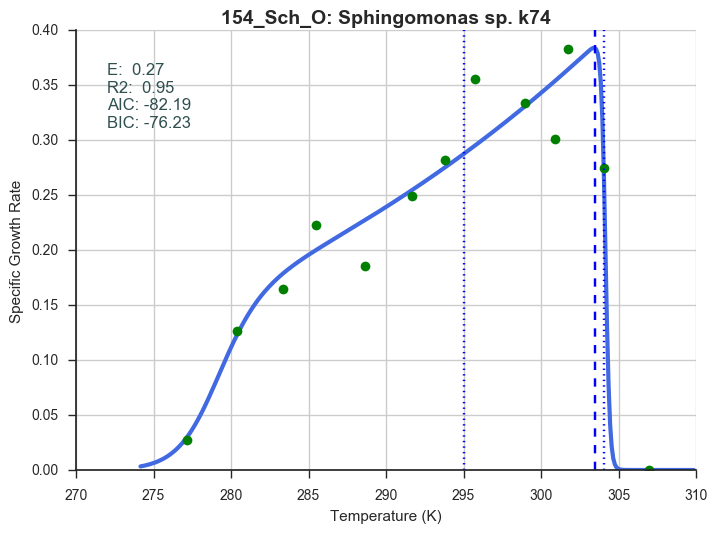 154_Sch_O: Sphingomonas sp. k74
E:  0.27
R2:  0.95
AIC: -82.19
BIC: -76.23
Specific Growth Rate
0.40
0.35
0.30
0.25
0.20
0.15
0.10
0.05
0.00
270 275 280 285 290 295 300 305 310
Temperature (K)